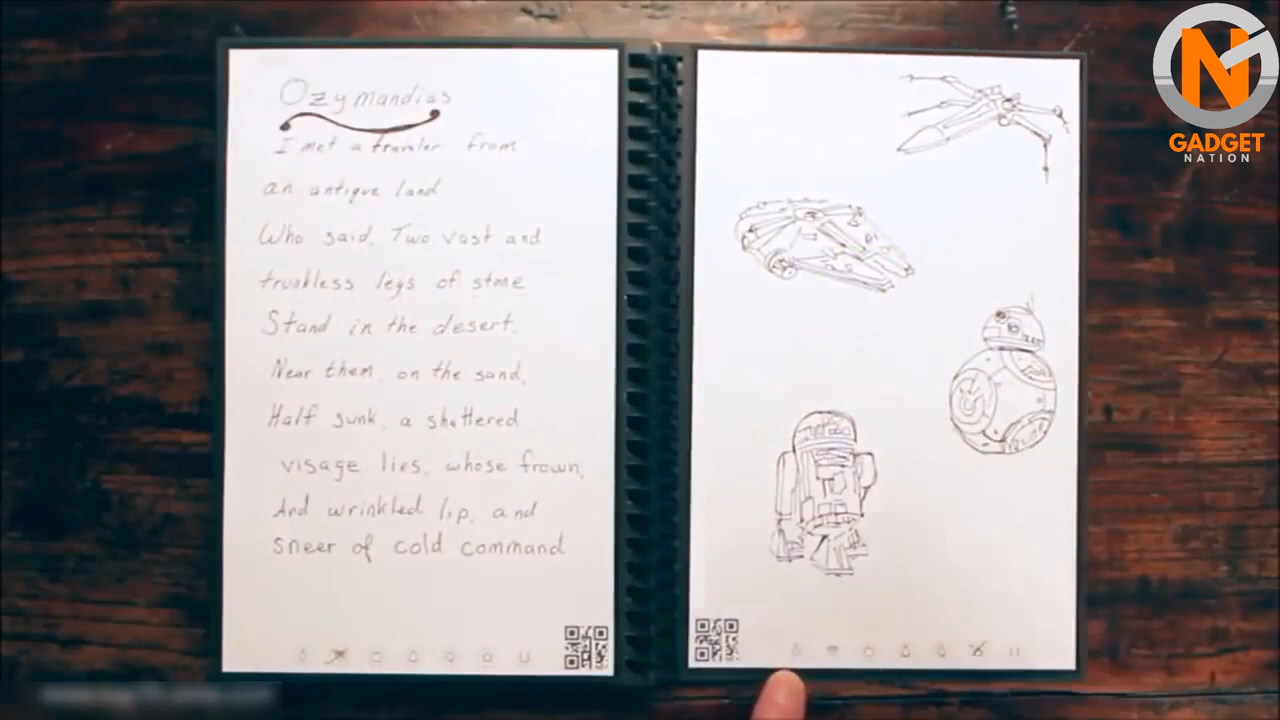 Ozymandias
I met a traveler from
an antique land
Who said, Two vast and
trunkless legs of stone
Stand in the desert.
Near them, on the sand,
Half sunk, a shattered
visage lies, whose frown,
And wrinkled lip, and
sneer of cold command
GADGET
NATION